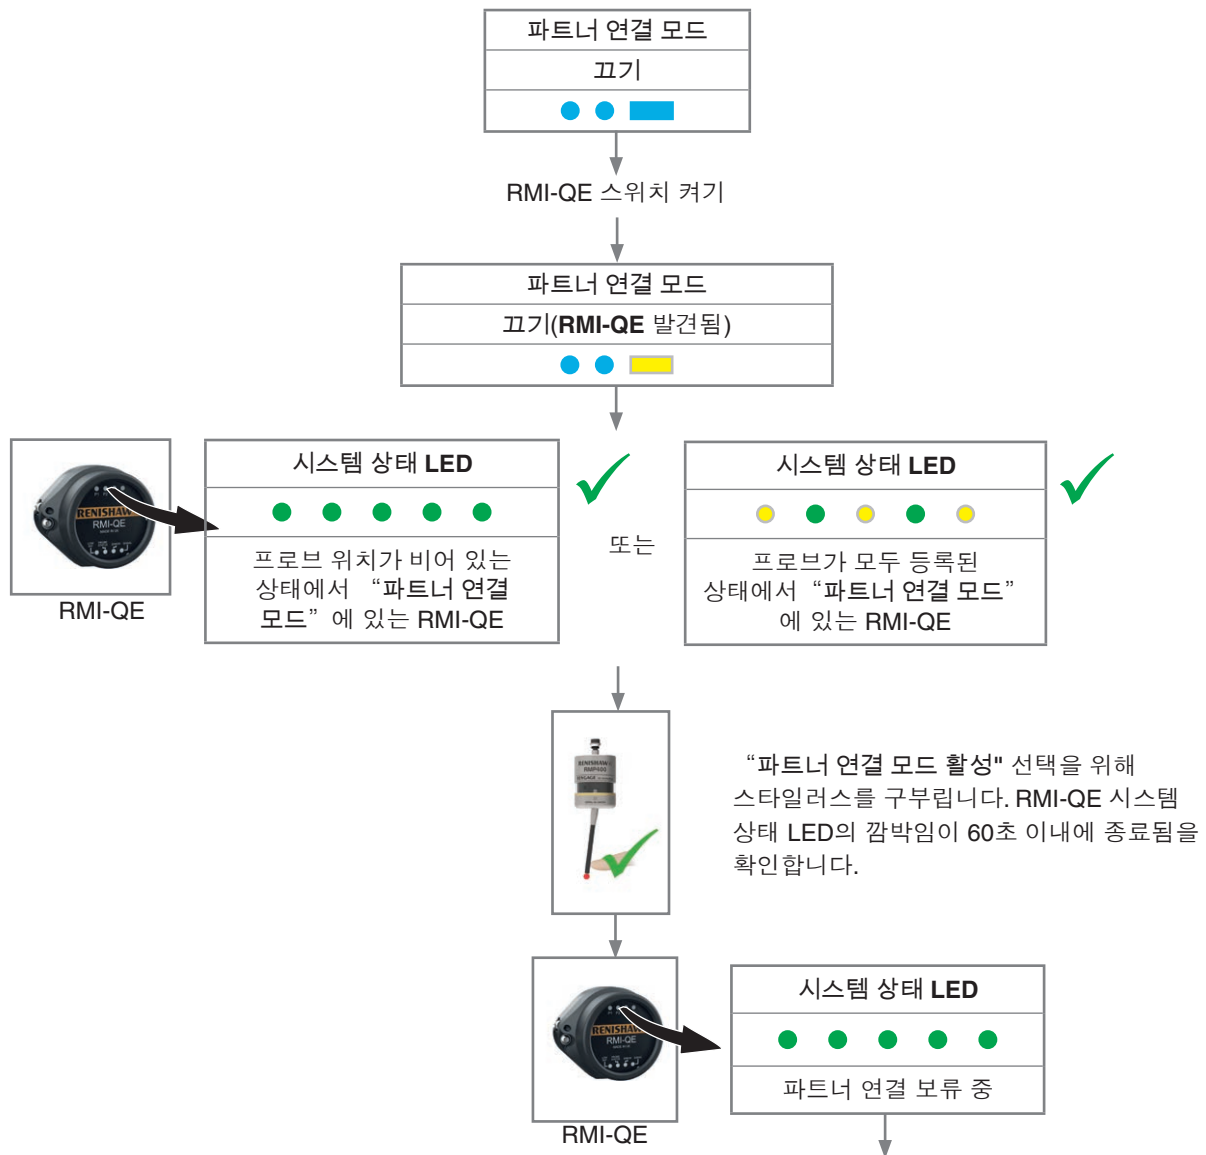 파트너 연결 모드
끄기
RMI-QE 스위치 켜기
파트너 연결 모드
끄기(RMI-QE 발견됨)
RENISHAW
RMI-QE
RMI-QE
시스템 상태 LED
프로브 위치가 비어 있는
상태에서 “파트너 연결
모드”에 있는 RMI-QE
또는
시스템 상태 LED
프로브가 모두 등록된
상태에서 “파트너 연결 모드”
에 있는 RMI-QE
RENISHAW
“파트너 연결 모드 활성" 선택을 위해
스타일러스를 구부립니다. RMI-QE 시스템
상태 LED의 깜박임이 60초 이내에 종료됨을
확인합니다.
RENISHAW
RMI-QE
RMI-QE
시스템 상태 LED
파트너 연결 보류 중